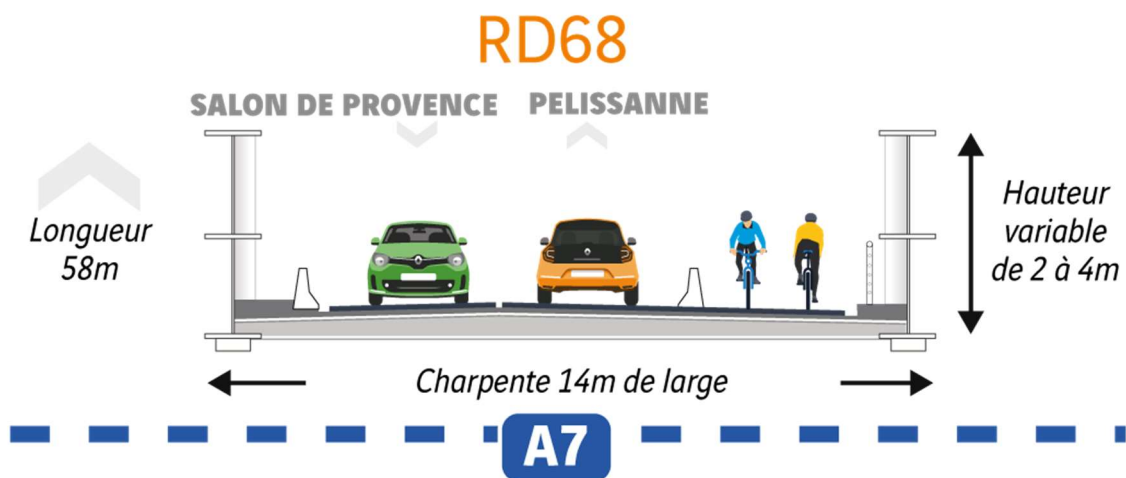 RD68
SALON DE PROVENCE
PELISSANNE
Longueur
58m
Hauteur
variable
de 2 à 4m
Charpente 14m de large
A7